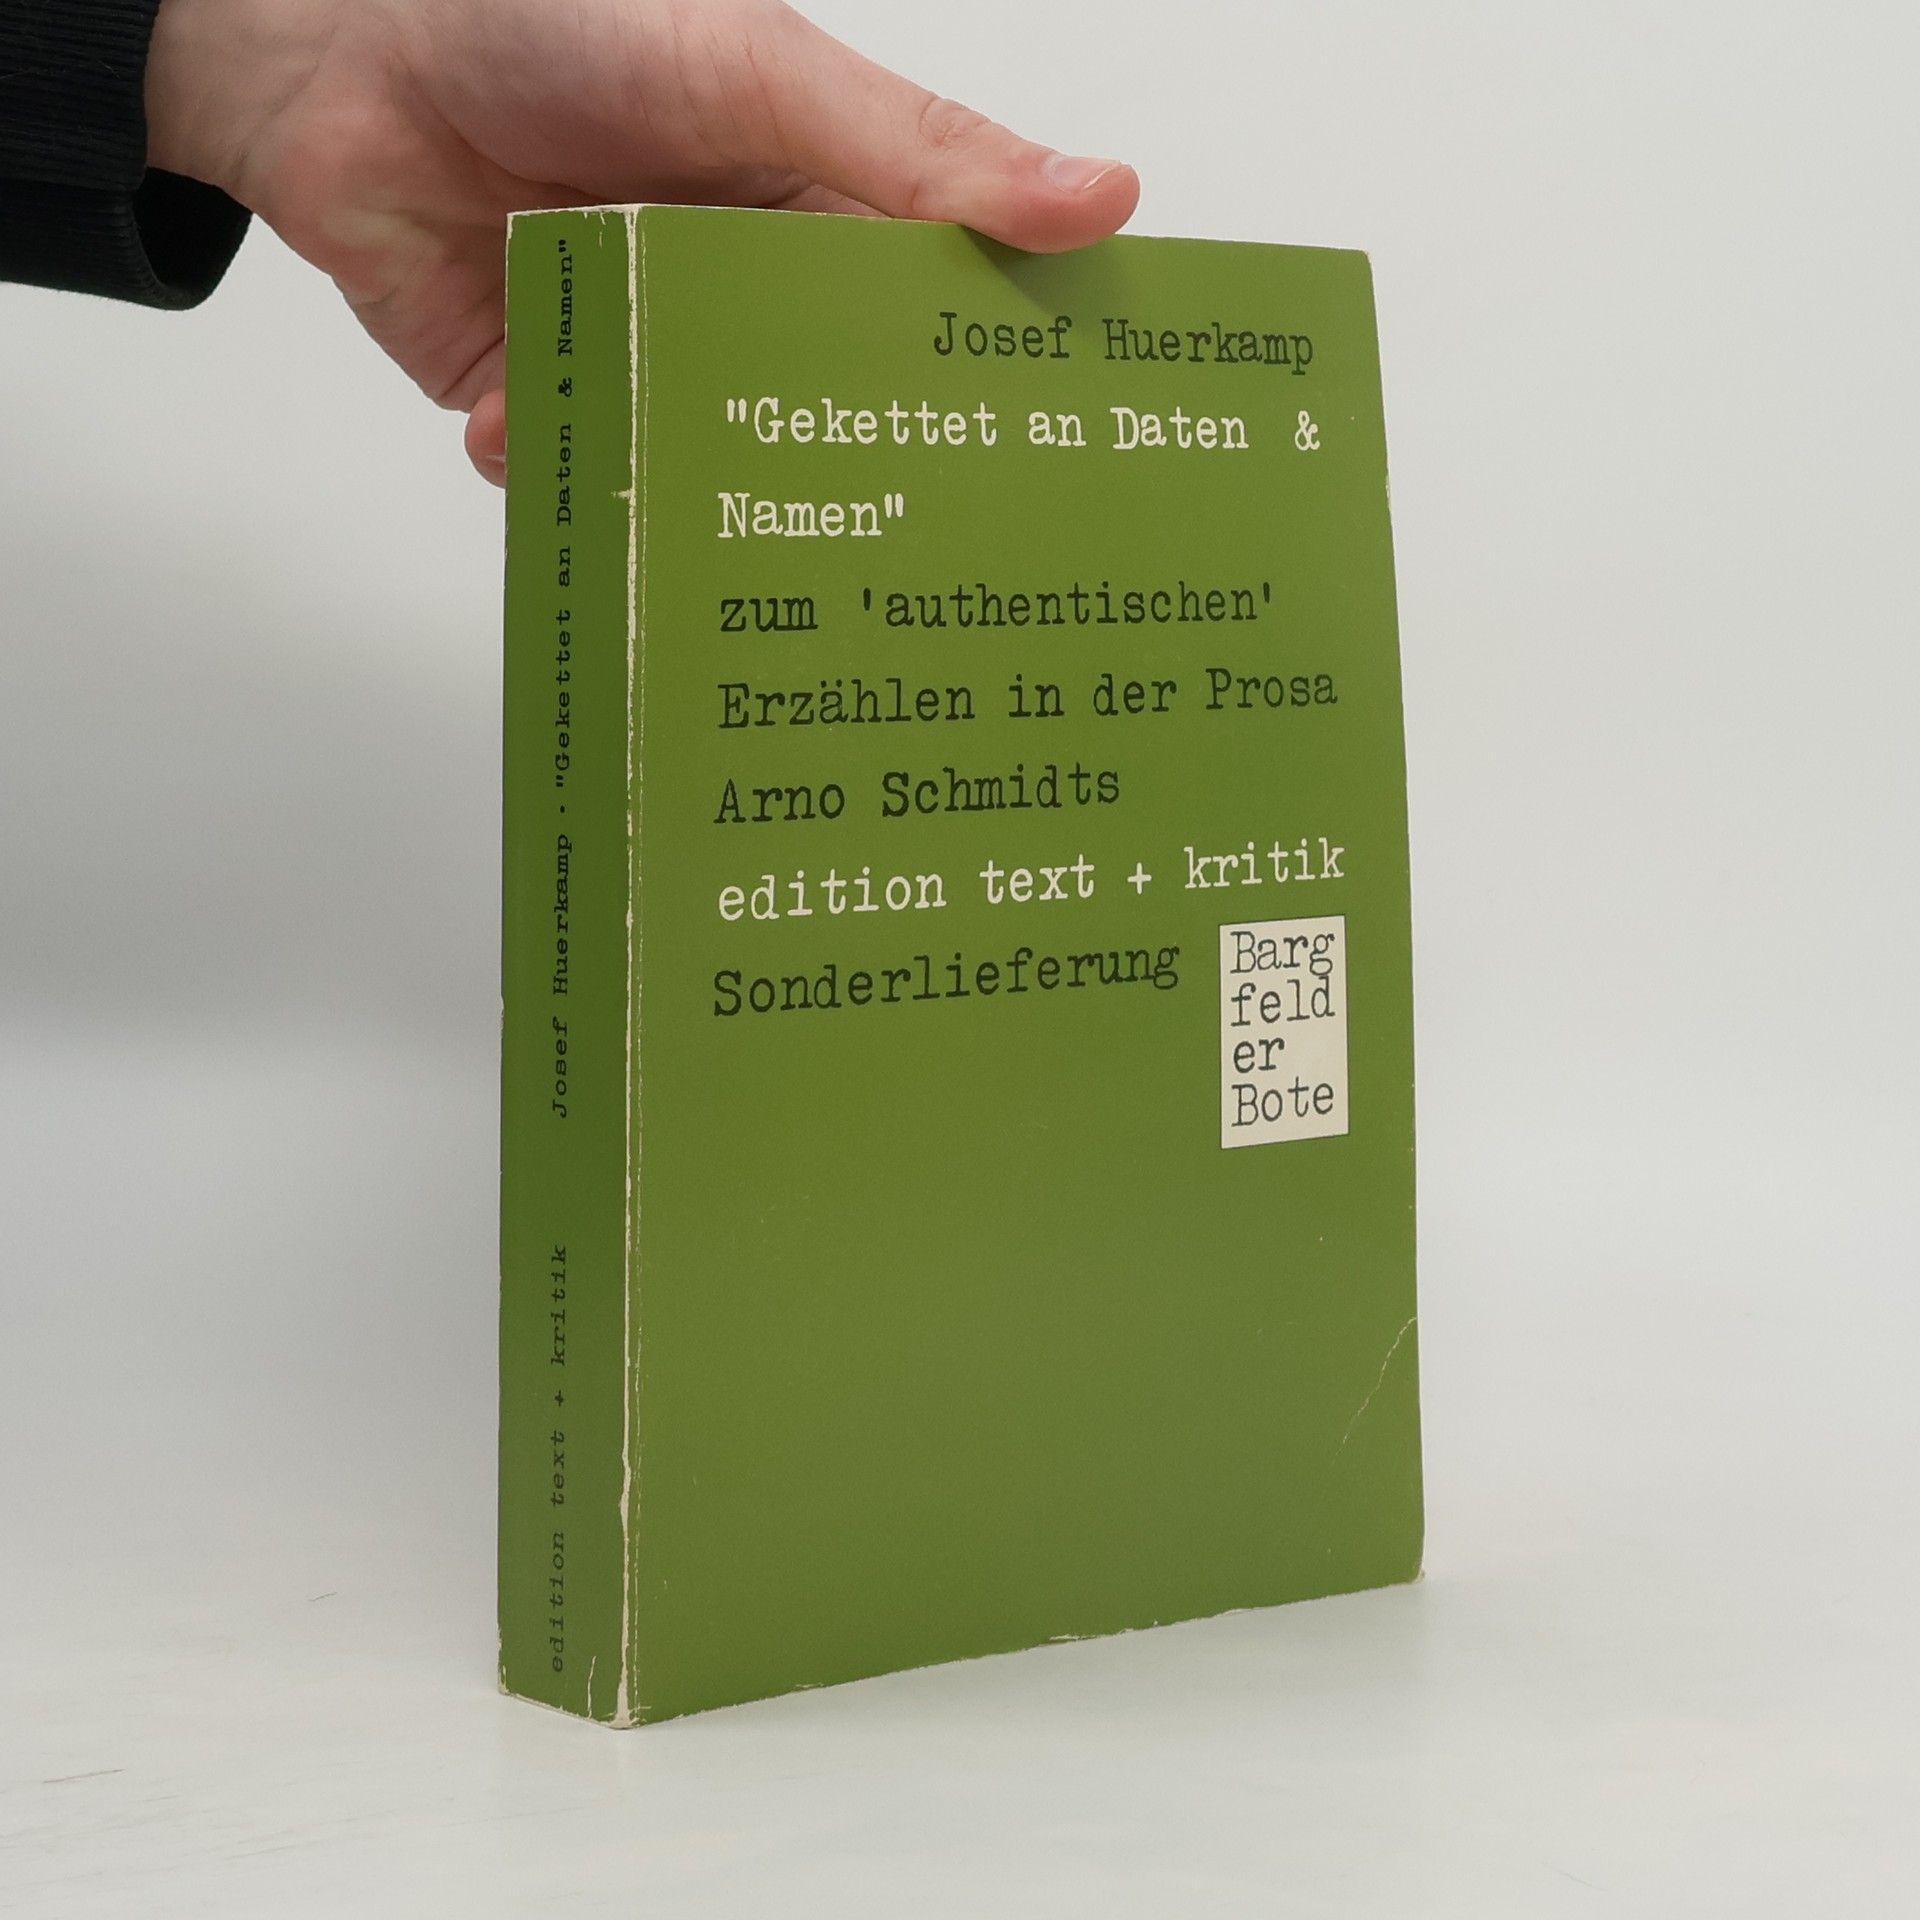 Josef Huerkamp
"Gekettet an Daten &
Namen"
zum 'authentischen'
Erzählen in der Prosa
Arno Schmidts
edition text + kritik
Sonderlieferung
Barg
feld
er
Bote
edition text + kritik Josef Huerkamp · "Gekettet an Daten & Namen"